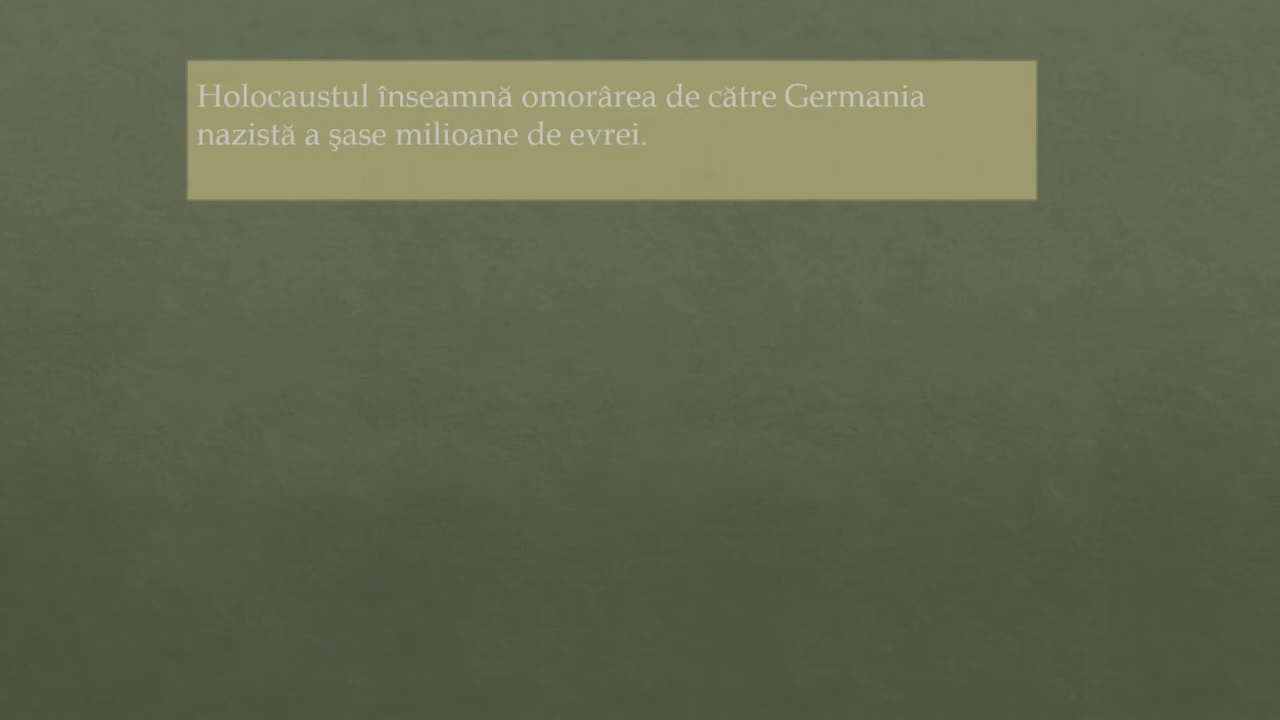 Holocaustul înseamnă omorârea de către Germania
nazistă a şase milioane de evrei.